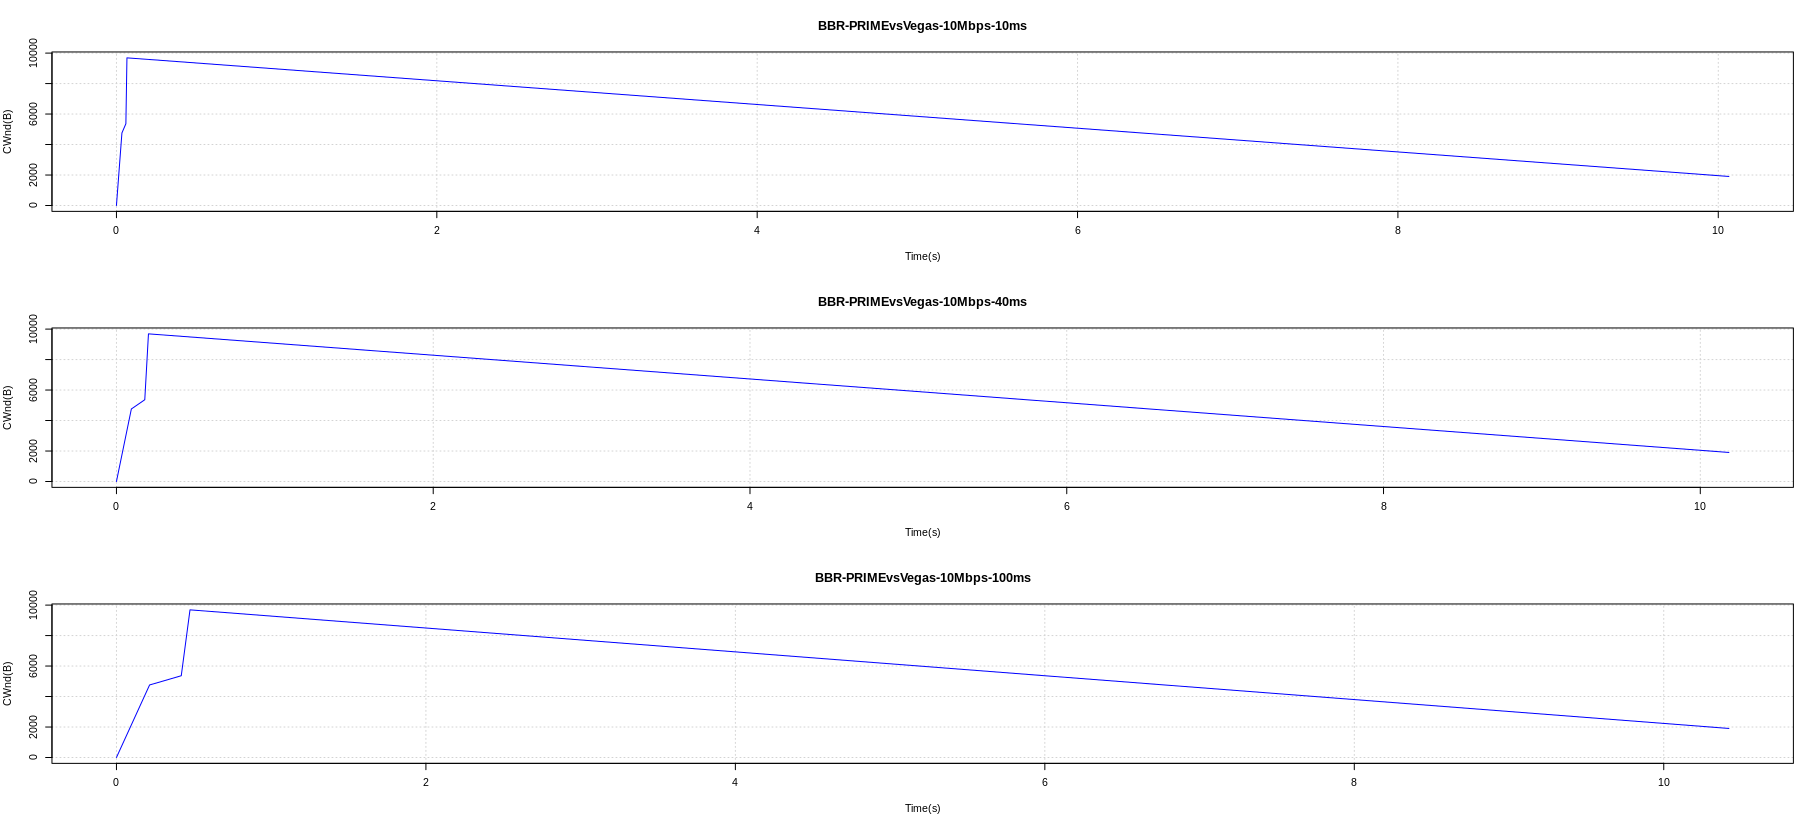 BBR-PRIMEvsVegas-10Mbps-10ms
CWnd(B)
10000
6000
2000
0
0 2 4 6 8 10
Time(s)
BBR-PRIMEvsVegas-10Mbps-40ms
CWnd(B)
10000
6000
2000
0
0 2 4 6 8 10
Time(s)
BBR-PRIMEvsVegas-10Mbps-100ms
CWnd(B)
10000
6000
2000
0
0 2 4 6 8 10
Time(s)